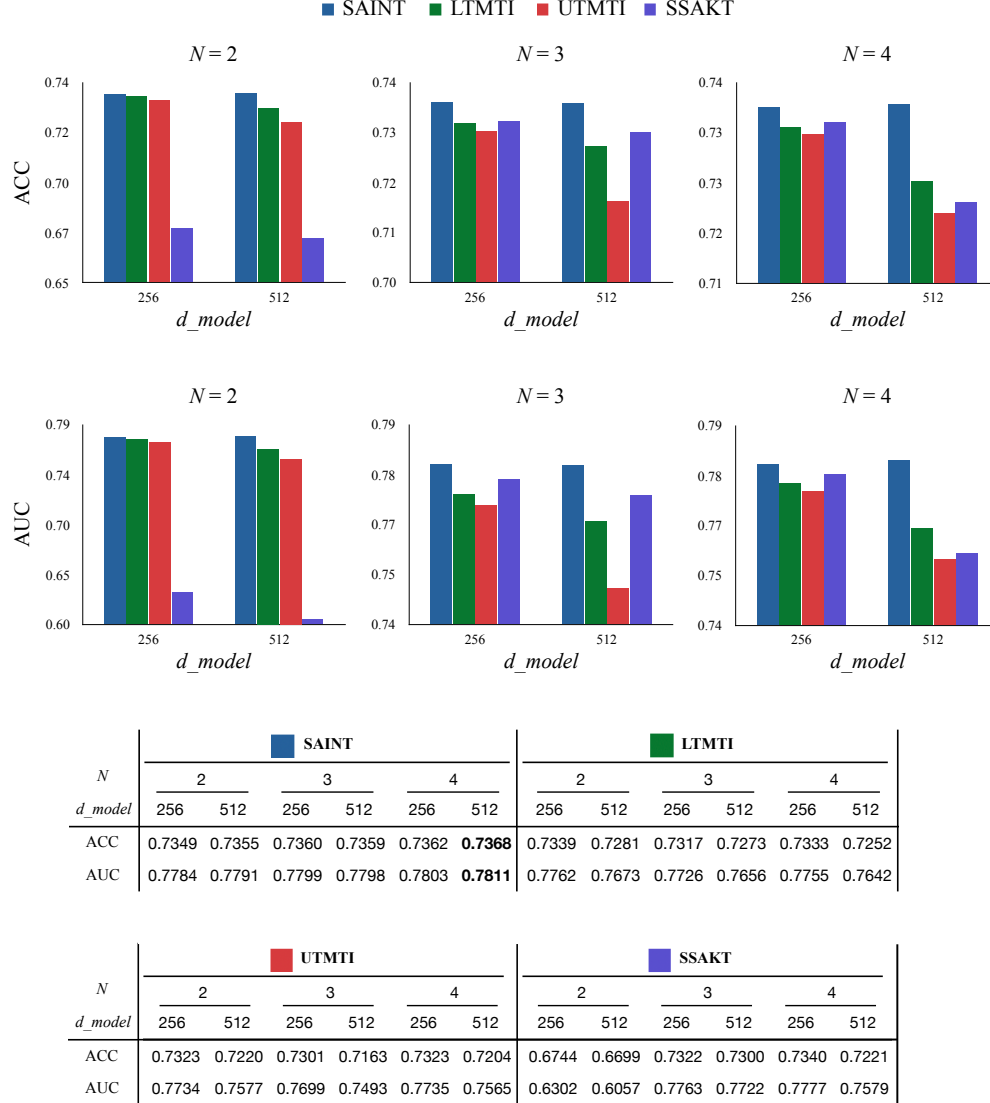 SAINT LTMTI UTMTI SSAKT
N = 2 N = 3 N = 4
ACC
0.74 0.72 0.70 0.67 0.65
0.74 0.73 0.72 0.71 0.70
0.74 0.73 0.73 0.72 0.71
256 512 256 512 256 512
d_model d_model d_model
N = 2 N = 3 N = 4
AUC
0.79 0.74 0.70 0.65 0.60
0.79 0.78 0.77 0.75 0.74
0.79 0.78 0.77 0.75 0.74
256 512 256 512 256 512
d_model d_model d_model
SAINT LTMTI
N 2 3 4 2 3 4
d_model 256 512 256 512 256 512 256 512 256 512 256 512
ACC 0.7349 0.7355 0.7360 0.7359 0.7362 0.7368 0.7339 0.7281 0.7317 0.7273 0.7333 0.7252
AUC 0.7784 0.7791 0.7799 0.7798 0.7803 0.7811 0.7762 0.7673 0.7726 0.7656 0.7755 0.7642
UTMTI SSAKT
N 2 3 4 2 3 4
d_model 256 512 256 512 256 512 256 512 256 512 256 512
ACC 0.7323 0.7220 0.7301 0.7163 0.7323 0.7204 0.6744 0.6699 0.7322 0.7300 0.7340 0.7221
AUC 0.7734 0.7577 0.7699 0.7493 0.7735 0.7565 0.6302 0.6057 0.7763 0.7722 0.7777 0.7579